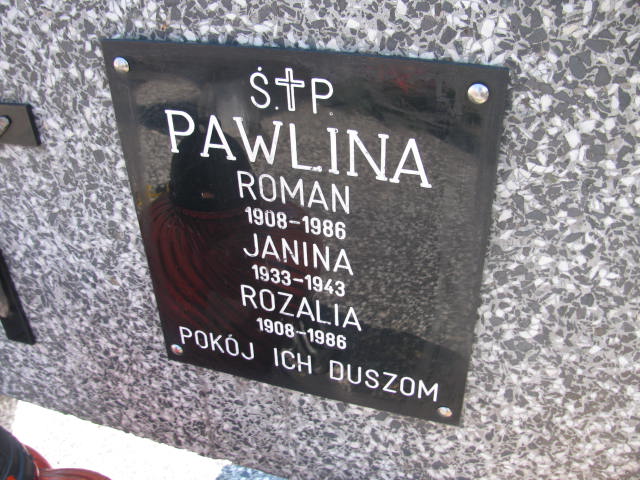 Ś.†P.
PAWLINA
ROMAN
1908-1986
JANINA
1933-1943
ROZALIA
1908-1986
POKÓJ ICH DUSZOM